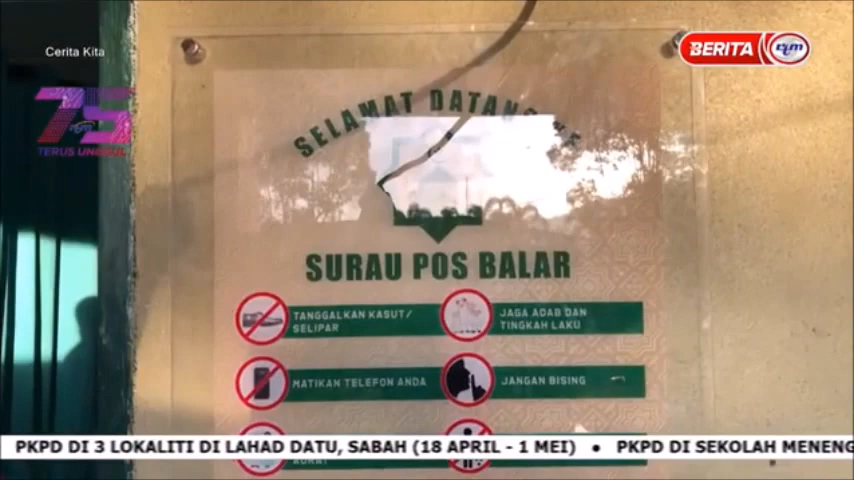 Cerita Kita
BERITA rtm
75
TERUS UNGGUL
SELAMAT
SURAU POS BALAR
TANGGALKAN KASUT/
SELIPAR
JAGA ADAB DAN
TINGKAH LAKU
MATIKAN TELEFON ANDA
JANGAN BISING
PKPD DI 3 LOKALITI DI LAHAD DATU, SABAH (18 APRIL - 1 MEI) • PKPD DI SEKOLAH MENENG